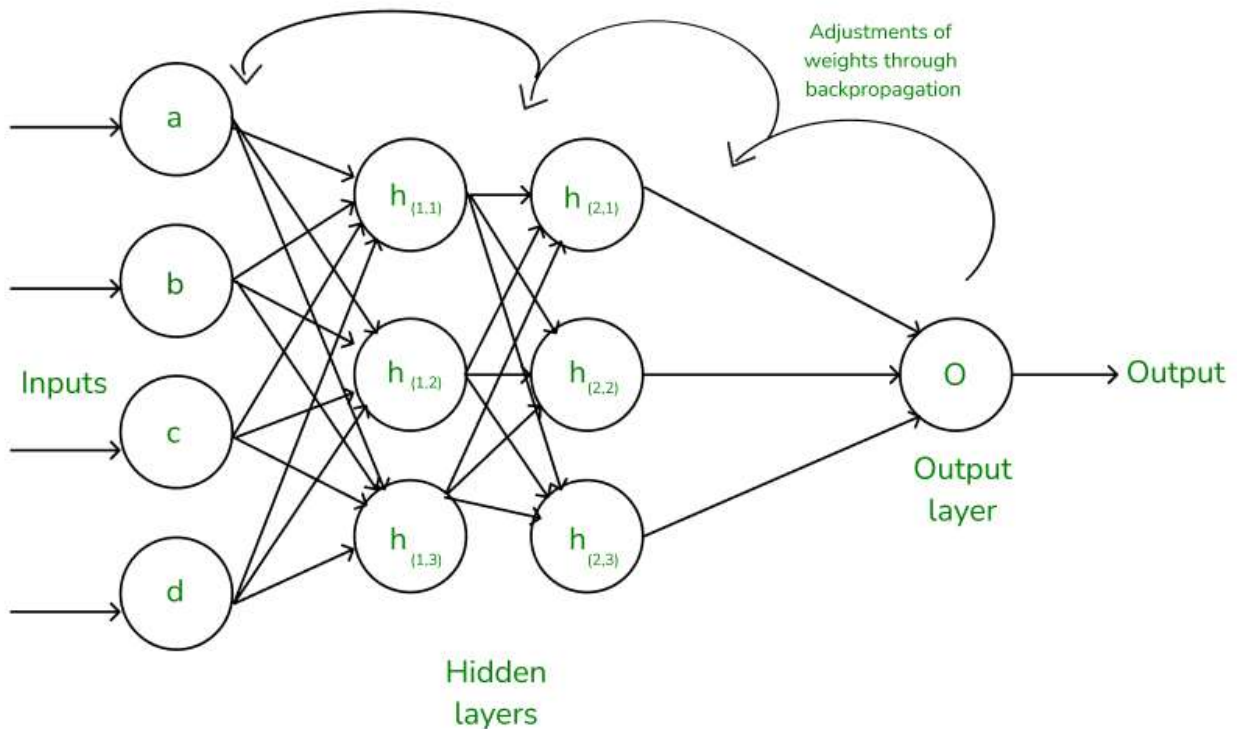 Adjustments of
weights through
backpropagation
a
h(1,1)
h(2,1)
b
Inputs
h(1,2)
h(2,2)
O
Output
c
Output
layer
h(1,3)
h(2,3)
d
Hidden
layers